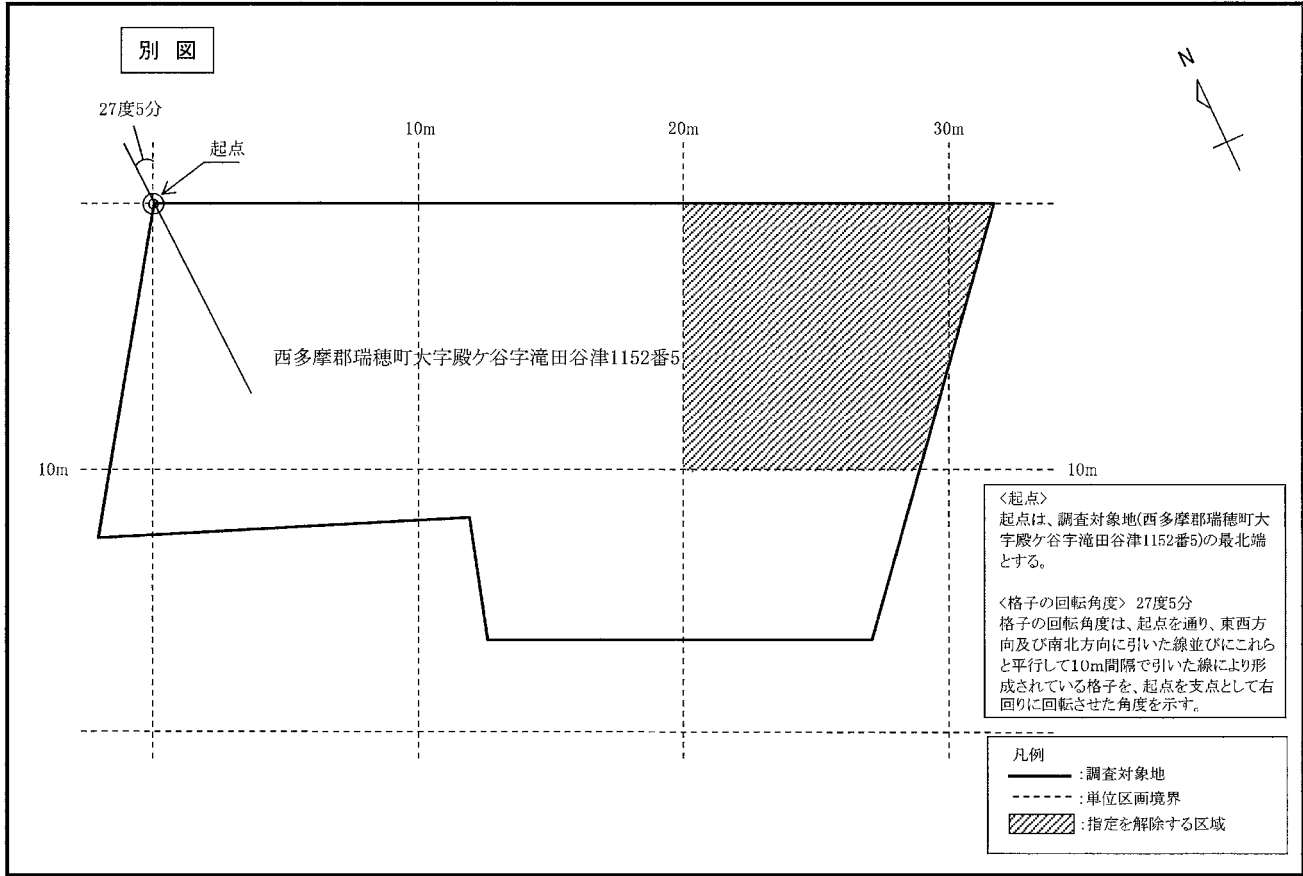 別 図
N
27度5分
10m
20m
30m
起点
西多摩郡瑞穂町大字殿ケ谷字滝田谷津1152番5
10m
10m
〈起点〉
起点は、調査対象地(西多摩郡瑞穂町大
字殿ケ谷字滝田谷津1152番5)の最北端
とする。
〈格子の回転角度〉 27度5分
格子の回転角度は、起点を通り、東西方
向及び南北方向に引いた線並びにこれら
と平行して10m間隔で引いた線により形
成されている格子を、起点を支点として右
回りに回転させた角度を示す。
凡例
:調査対象地
:単位区画境界
:指定を解除する区域